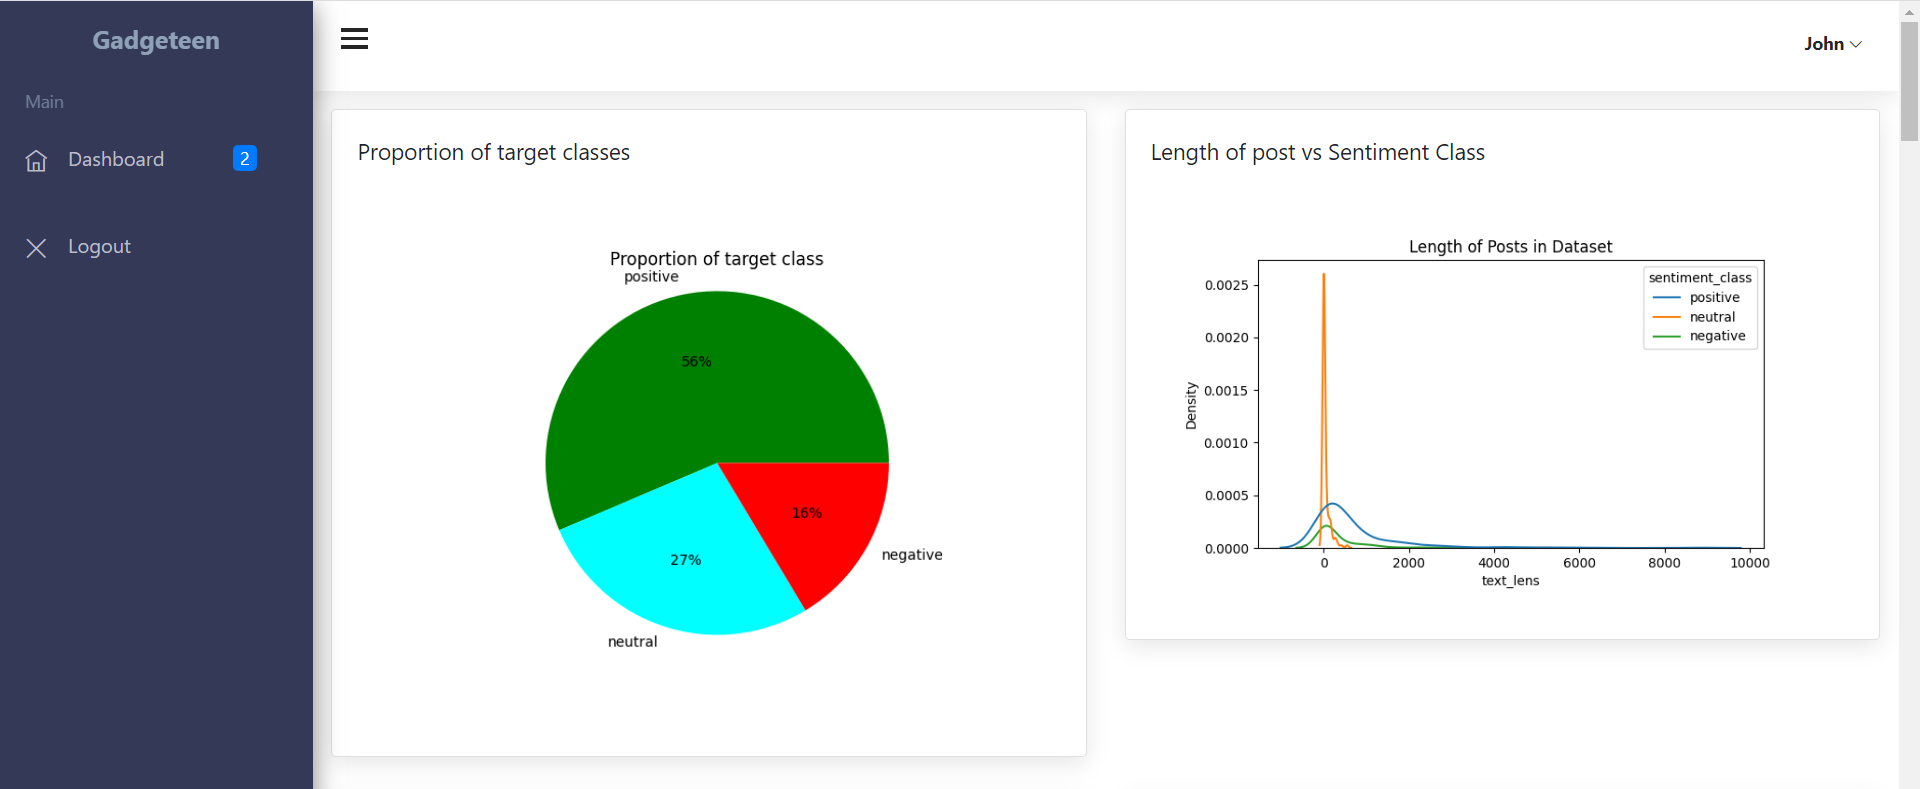 Gadgeteen
Main
Dashboard 2
Logout
John
Proportion of target classes
Proportion of target class
positive
56%
16%
negative
27%
neutral
Length of post vs Sentiment Class
Length of Posts in Dataset
sentiment_class
positive
neutral
negative
Density
0.0025
0.0020
0.0015
0.0010
0.0005
0.0000
0 2000 4000 6000 8000 10000
text_lens